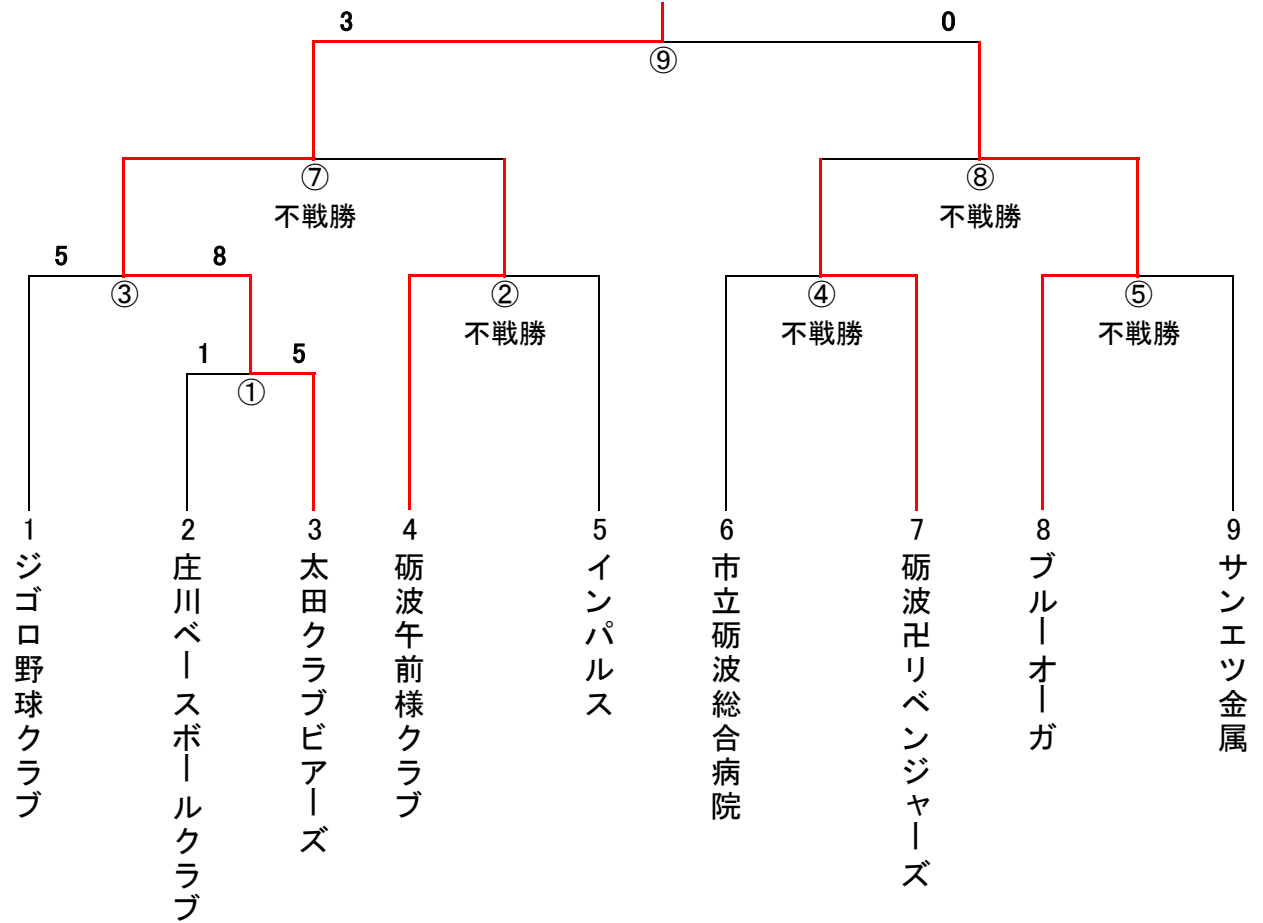 3
0
⑨
⑦
不戦勝
⑧
不戦勝
5
8
③
②
不戦勝
④
不戦勝
⑤
不戦勝
1
5
①
1
2
3
4
5
6
7
8
9
ジゴロ野球クラブ
庄川ベースボールクラブ
太田クラブビアーズ
砺波午前様クラブ
インパルス
市立砺波総合病院
砺波卍リベンジャーズ
ブルーオーガ
サンエツ金属